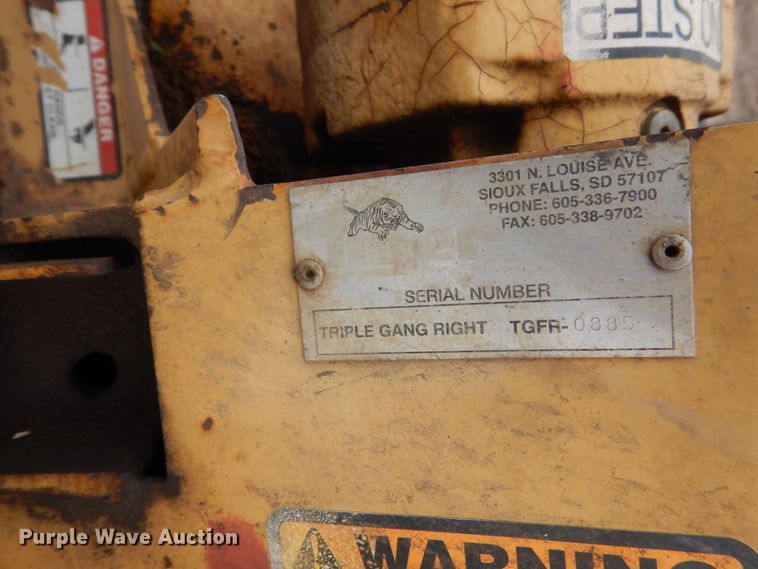 DANGER
3301 N. LOUISE AVE.
SIOUX FALLS, SD 57107
PHONE: 605-336-7900
FAX: 605-338-9702
SERIAL NUMBER
TRIPLE GANG RIGHT TGFR-0885
WARNING
Purple Wave Auction